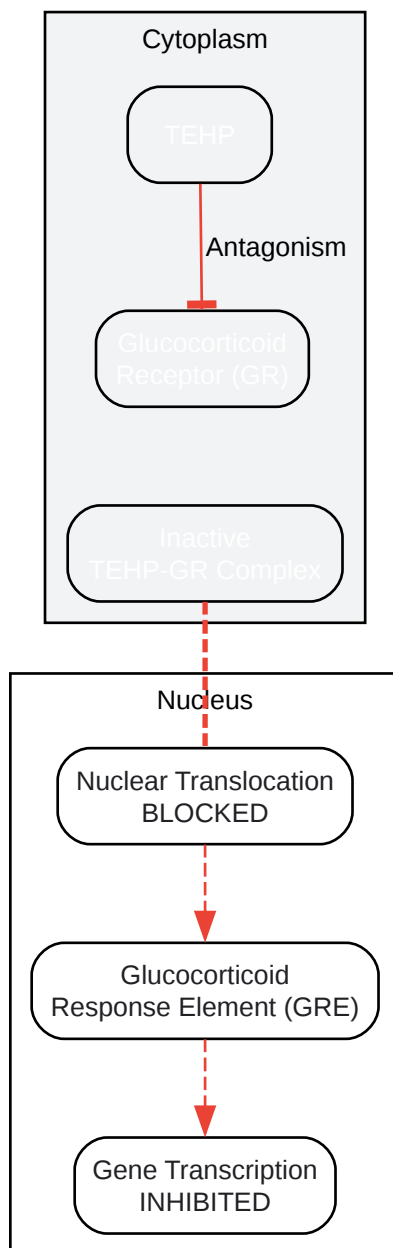 Cytoplasm
TEHP
Antagonism
Glucocorticoid
Receptor (GR)
Inactive
TEHP-GR Complex
Nucleus
Nuclear Translocation
BLOCKED
Glucocorticoid
Response Element (GRE)
Gene Transcription
INHIBITED